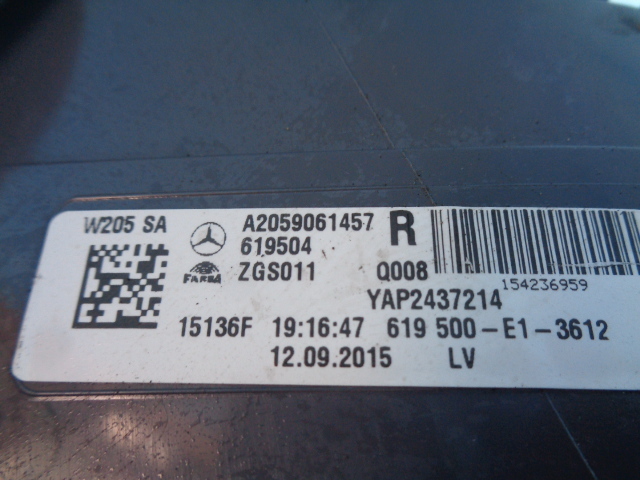 W205 SA A2059061457 R
619504
FARBA ZGS011 Q008 154236959
YAP2437214
15136F 19:16:47 619 500-E1-3612
12.09.2015 LV